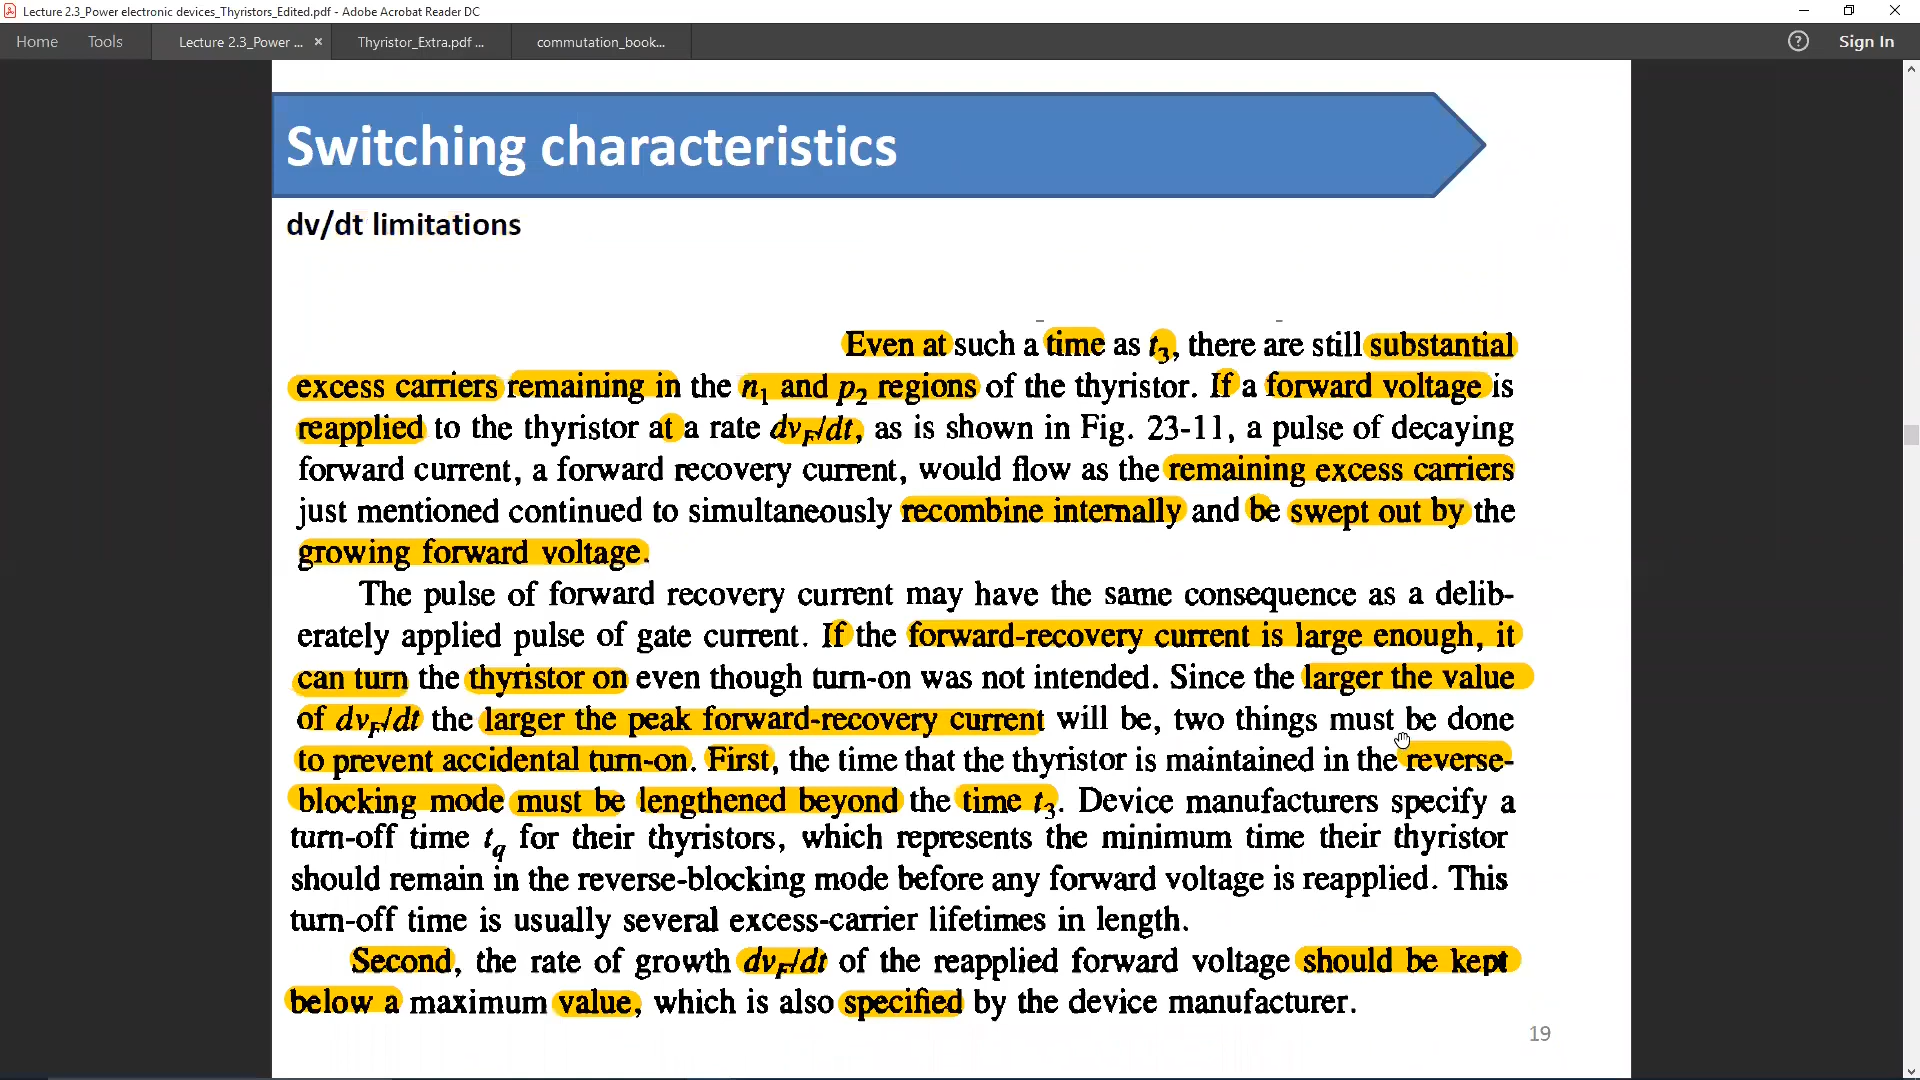 Lecture 2.3_Power electronic devices_Thyristors_Edited.pdf - Adobe Acrobat Reader DC
Home Tools Lecture 2.3_Power ... × Thyristor_Extra.pdf ... commutation_book... ? Sign In
Switching characteristics
dv/dt limitations
Even at such a time as t₃, there are still substantial
excess carriers remaining in the n₁ and p₂ regions of the thyristor. If a forward voltage is
reapplied to the thyristor at a rate dv_F/dt, as is shown in Fig. 23-11, a pulse of decaying
forward current, a forward recovery current, would flow as the remaining excess carriers
just mentioned continued to simultaneously recombine internally and be swept out by the
growing forward voltage.
The pulse of forward recovery current may have the same consequence as a delib-
erately applied pulse of gate current. If the forward-recovery current is large enough, it
can turn the thyristor on even though turn-on was not intended. Since the larger the value
of dv_F/dt the larger the peak forward-recovery current will be, two things must be done
to prevent accidental turn-on. First, the time that the thyristor is maintained in the reverse-
blocking mode must be lengthened beyond the time t₃. Device manufacturers specify a
turn-off time t_q for their thyristors, which represents the minimum time their thyristor
should remain in the reverse-blocking mode before any forward voltage is reapplied. This
turn-off time is usually several excess-carrier lifetimes in length.
Second, the rate of growth dv_F/dt of the reapplied forward voltage should be kept
below a maximum value, which is also specified by the device manufacturer.
19